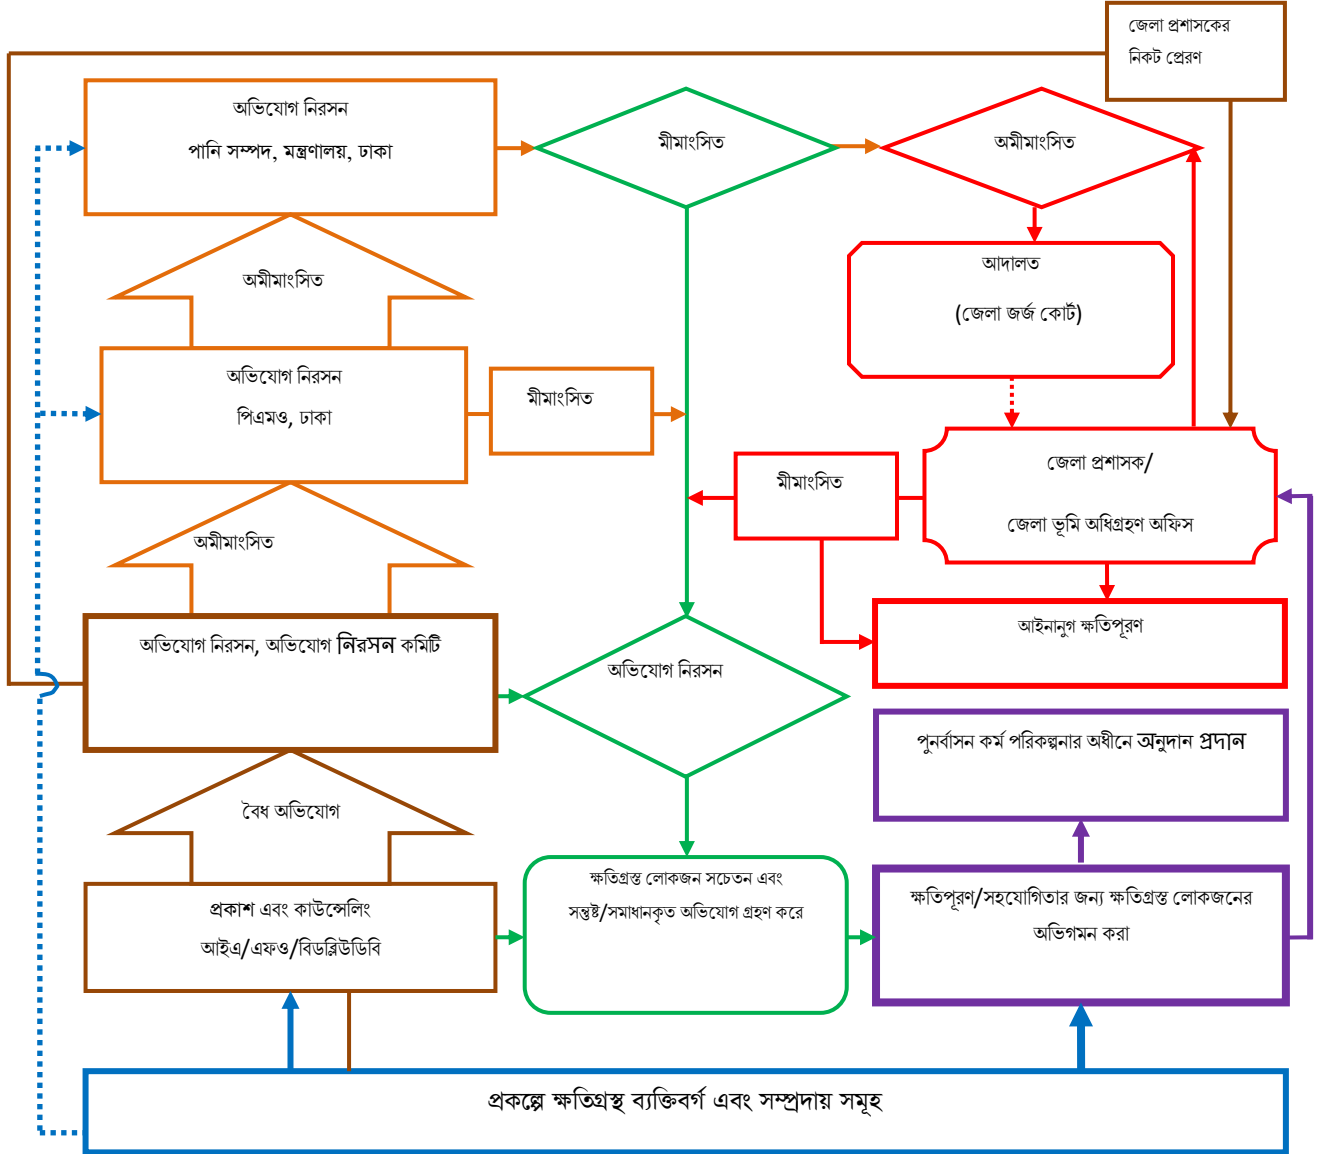 জেলা প্রশাসকের
নিকট প্রেরণ
অভিযোগ নিরসন
পানি সম্পদ, মন্ত্রণালয়, ঢাকা
মীমাংসিত
অমীমাংসিত
অমীমাংসিত
আদালত
(জেলা জর্জ কোর্ট)
অভিযোগ নিরসন
পিএমও, ঢাকা
মীমাংসিত
জেলা প্রশাসক/
জেলা ভূমি অধিগ্রহণ অফিস
মীমাংসিত
অমীমাংসিত
আইনানুগ ক্ষতিপূরণ
অভিযোগ নিরসন, অভিযোগ নিরসন কমিটি
অভিযোগ নিরসন
পুনর্বাসন কর্ম পরিকল্পনার অধীনে অনুদান প্রদান
বৈধ অভিযোগ
প্রকাশ এবং কাউন্সেলিং
আইএ/এফও/বিডব্লিউডিবি
ক্ষতিগ্রস্ত লোকজন সচেতন এবং
সন্তুষ্ট/সমাধানকৃত অভিযোগ গ্রহণ করে
ক্ষতিপূরণ/সহযোগিতার জন্য ক্ষতিগ্রস্ত লোকজনের
অভিগমন করা
প্রকল্পে ক্ষতিগ্রস্থ ব্যক্তিবর্গ এবং সম্প্রদায় সমূহ